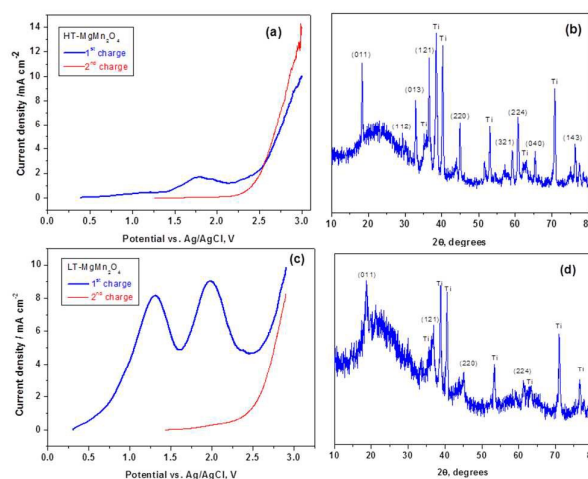 (a)
HT-MgMn2O4
1st charge
2nd charge
14
12
10
8
6
4
2
0
Current density /mA cm-2
0.0 0.5 1.0 1.5 2.0 2.5 3.0
Potential vs. Ag/AgCl, V
(b)
(011)
(112)
(013)
Ti
(121)
Ti
Ti
(220)
Ti
(321)
(224)
Ti
(040)
Ti
(143)
10 20 30 40 50 60 70 80
2θ, degrees
(c)
LT-MgMn2O4
1st charge
2nd charge
10
8
6
4
2
0
Current density / mA cm-2
0.0 0.5 1.0 1.5 2.0 2.5 3.0
Potential vs. Ag/AgCl, V
(d)
(011)
Ti
(121)
Ti
Ti
(220)
Ti
(224)
Ti
Ti
Ti
10 20 30 40 50 60 70 80
2θ, degrees